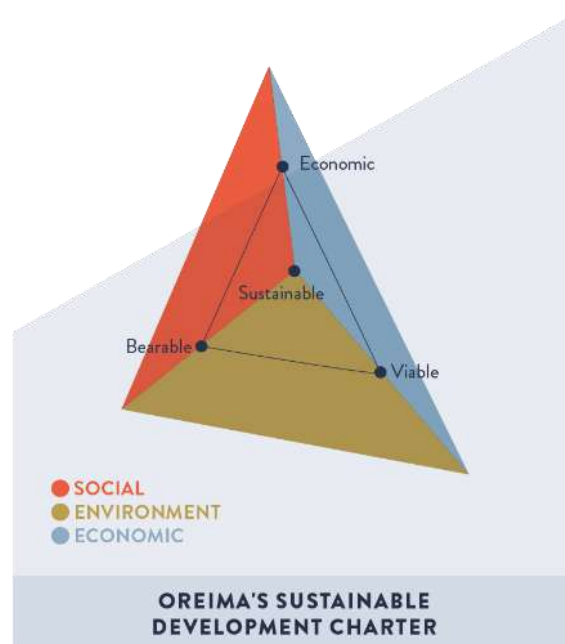 Economic
Sustainable
Bearable
Viable
SOCIAL
ENVIRONMENT
ECONOMIC
OREIMA'S SUSTAINABLE
DEVELOPMENT CHARTER